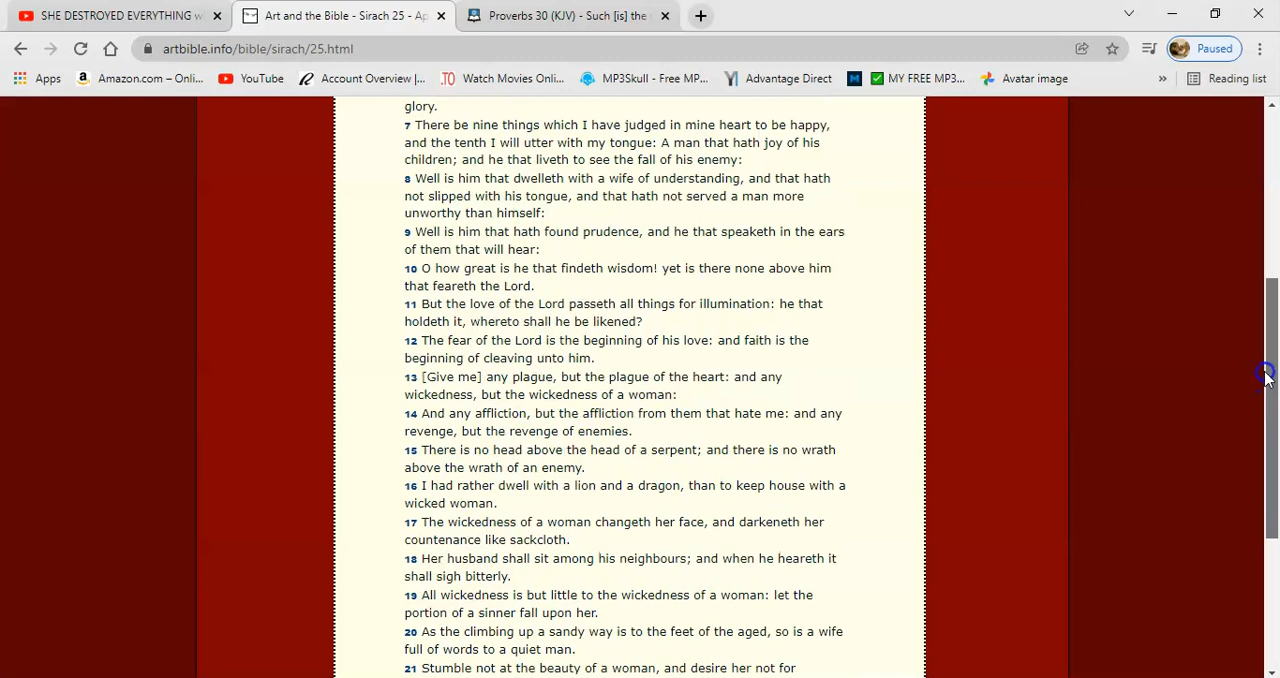 SHE DESTROYED EVERYTHING w
Art and the Bible - Sirach 25 - Ap
Proverbs 30 (KJV) - Such [is] the
artbible.info/bible/sirach/25.html
Paused
Apps
Amazon.com – Onli...
YouTube
Account Overview |...
Watch Movies Onli...
MP3Skull - Free MP...
Advantage Direct
MY FREE MP3...
Avatar image
»
Reading list
glory.
7 There be nine things which I have judged in mine heart to be happy,
and the tenth I will utter with my tongue: A man that hath joy of his
children; and he that liveth to see the fall of his enemy:
8 Well is him that dwelleth with a wife of understanding, and that hath
not slipped with his tongue, and that hath not served a man more
unworthy than himself:
9 Well is him that hath found prudence, and he that speaketh in the ears
of them that will hear:
10 O how great is he that findeth wisdom! yet is there none above him
that feareth the Lord.
11 But the love of the Lord passeth all things for illumination: he that
holdeth it, whereto shall he be likened?
12 The fear of the Lord is the beginning of his love: and faith is the
beginning of cleaving unto him.
13 [Give me] any plague, but the plague of the heart: and any
wickedness, but the wickedness of a woman:
14 And any affliction, but the affliction from them that hate me: and any
revenge, but the revenge of enemies.
15 There is no head above the head of a serpent; and there is no wrath
above the wrath of an enemy.
16 I had rather dwell with a lion and a dragon, than to keep house with a
wicked woman.
17 The wickedness of a woman changeth her face, and darkeneth her
countenance like sackcloth.
18 Her husband shall sit among his neighbours; and when he heareth it
shall sigh bitterly.
19 All wickedness is but little to the wickedness of a woman: let the
portion of a sinner fall upon her.
20 As the climbing up a sandy way is to the feet of the aged, so is a wife
full of words to a quiet man.
21 Stumble not at the beauty of a woman, and desire her not for